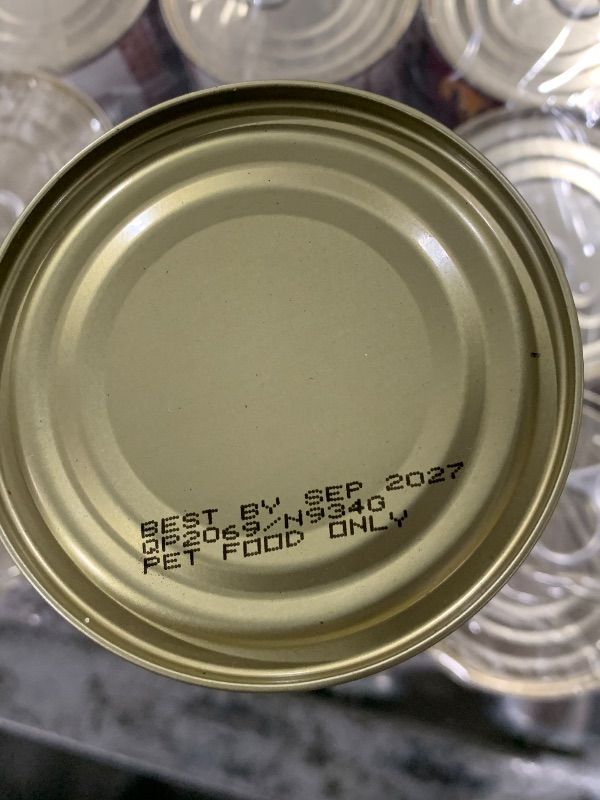 BEST BY SEP 2027
QP2069/N934G
PET FOOD ONLY